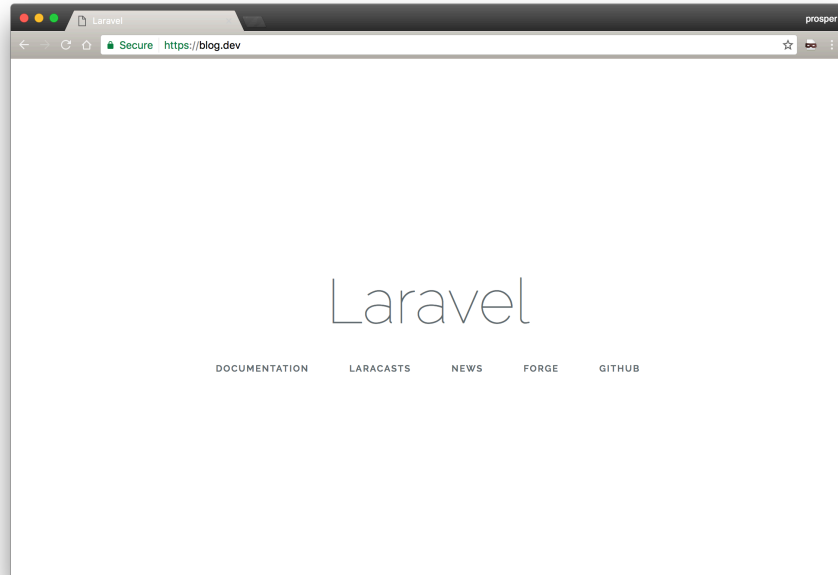 Laravel
prosper
Secure https://blog.dev
Laravel
DOCUMENTATION LARACASTS NEWS FORGE GITHUB